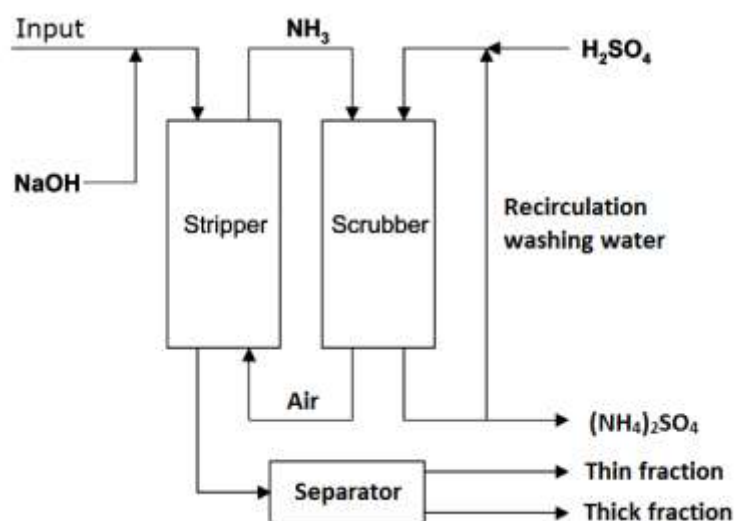 Input
NH₃
H₂SO₄
NaOH
Stripper
Scrubber
Recirculation
washing water
Air
(NH₄)₂SO₄
Separator
Thin fraction
Thick fraction